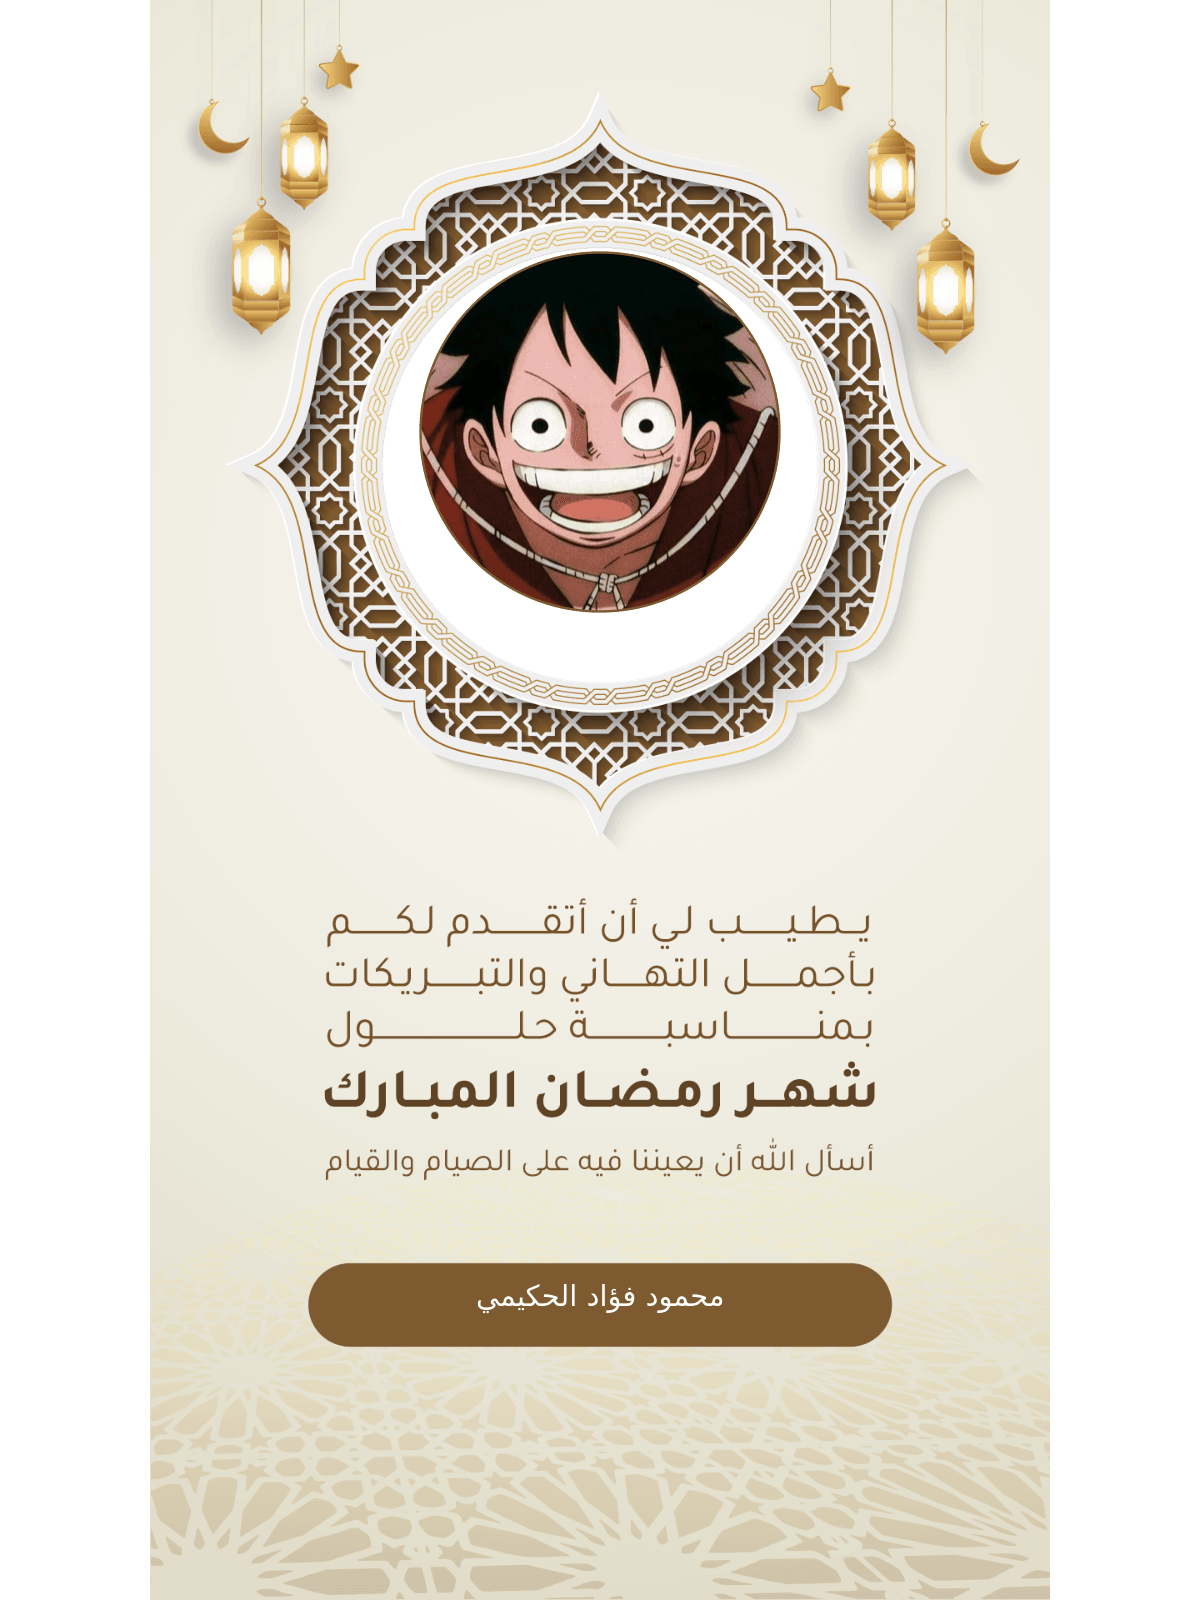 يطيب لي أن أتقدم لكم
بأجمل التهاني والتبريكات
بمناسبة حلول
شهر رمضان المبارك
أسأل الله أن يعيننا فيه على الصيام والقيام
محمود فؤاد الحكيمي